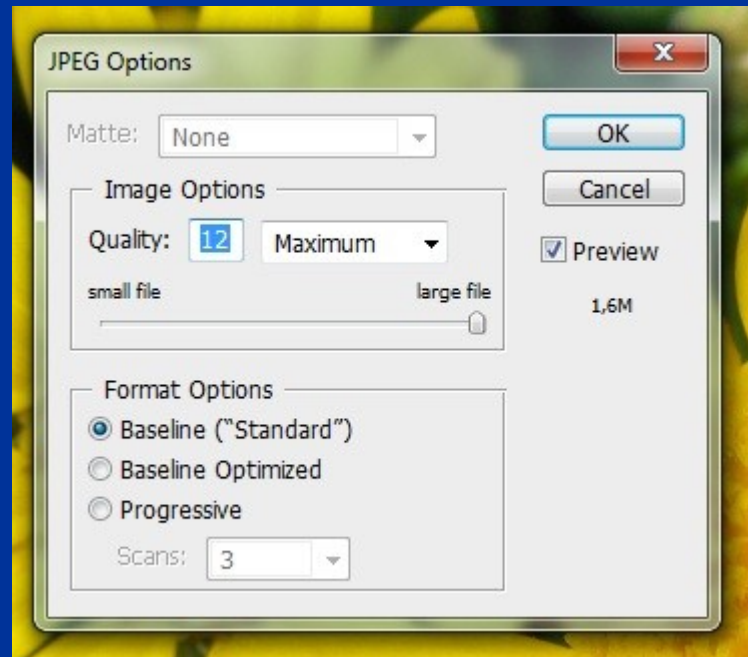 JPEG Options
Matte: None
OK
Image Options
Cancel
Quality: 12 Maximum
Preview
small file large file
1,6M
Format Options
Baseline (“Standard”)
Baseline Optimized
Progressive
Scans: 3